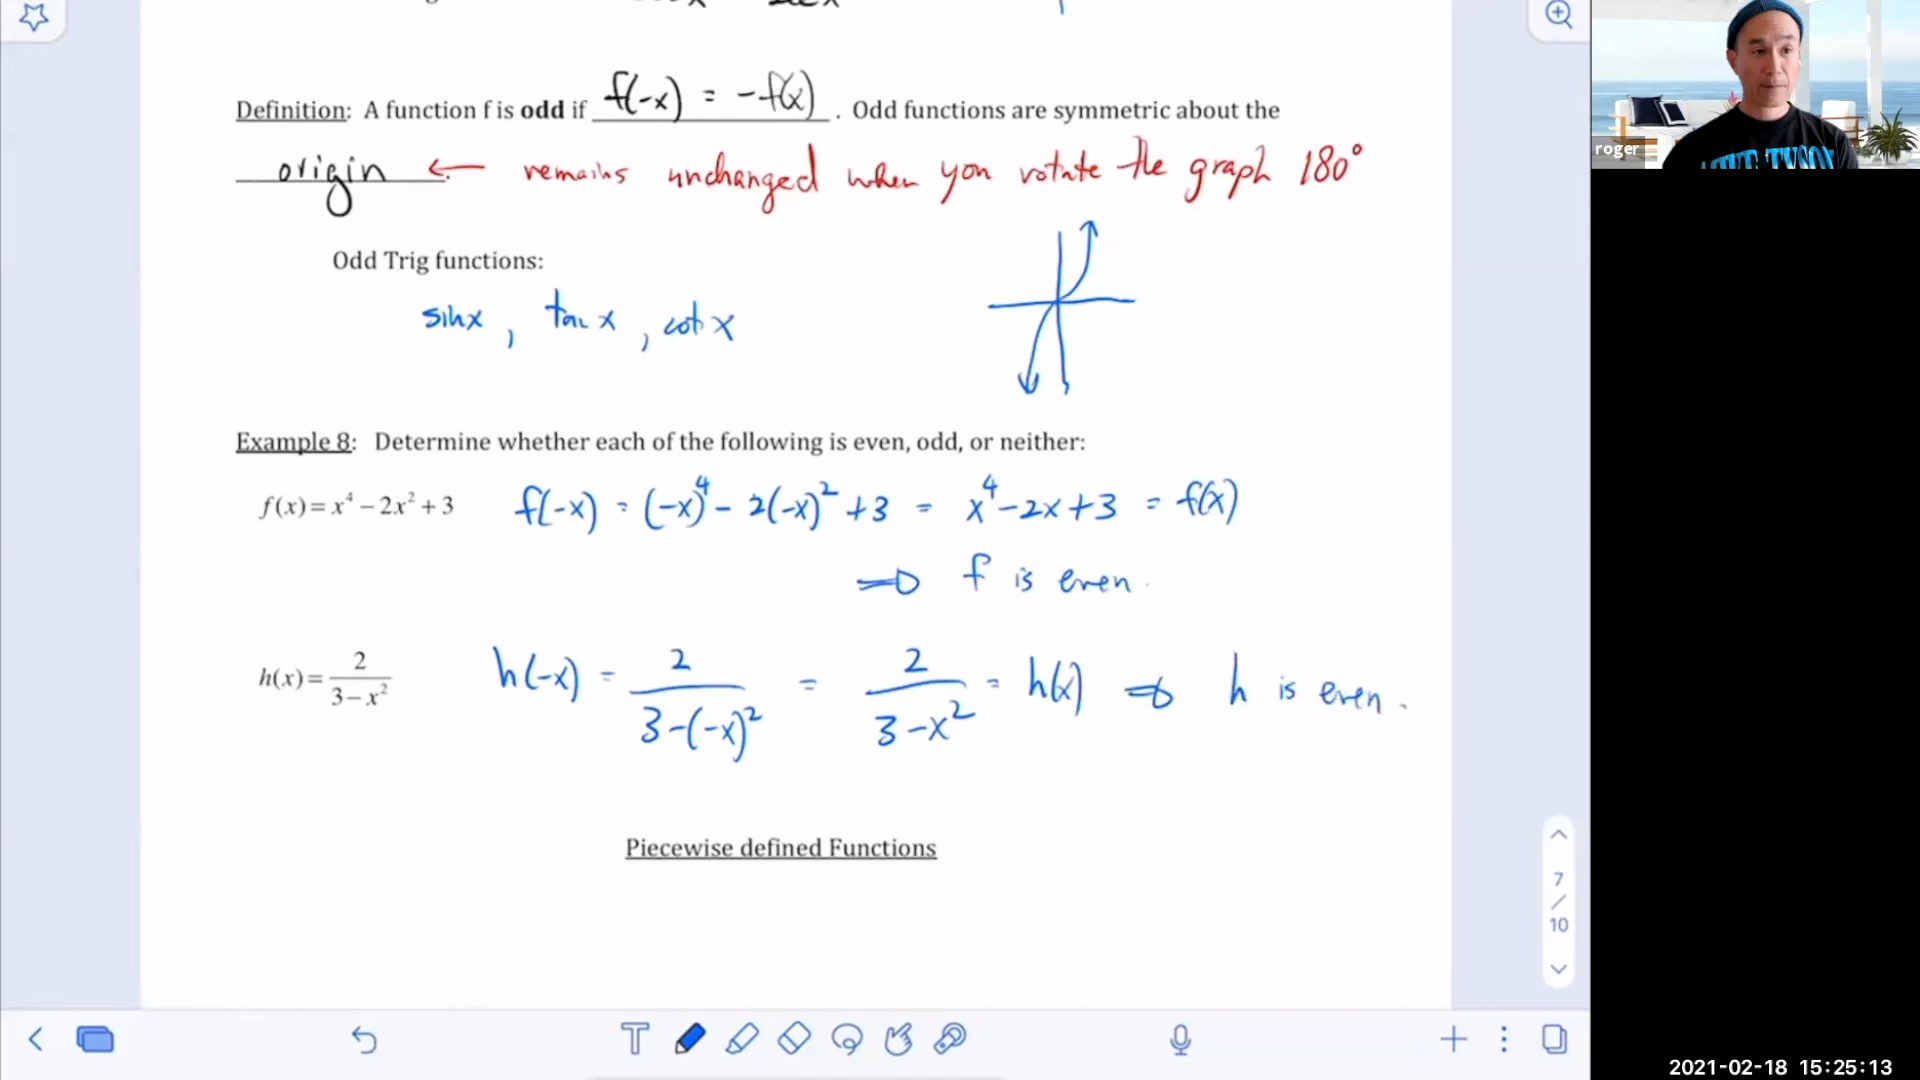 Definition: A function f is odd if f(-x) = -f(x). Odd functions are symmetric about the
origin. ← remains unchanged when you rotate the graph 180°
roger
Odd Trig functions:
sinx, tan x, cot x
Example 8: Determine whether each of the following is even, odd, or neither:
f(x) = x⁴ – 2x² + 3 f(-x) = (-x)⁴ - 2(-x)² + 3 = x⁴ - 2x + 3 = f(x)
⇒ f is even.
h(x) = 2/(3 – x²) h(-x) = 2/(3-(-x)²) = 2/(3-x²) = h(x) ⇒ h is even.
Piecewise defined Functions
7
/
10
T
2021-02-18 15:25:13